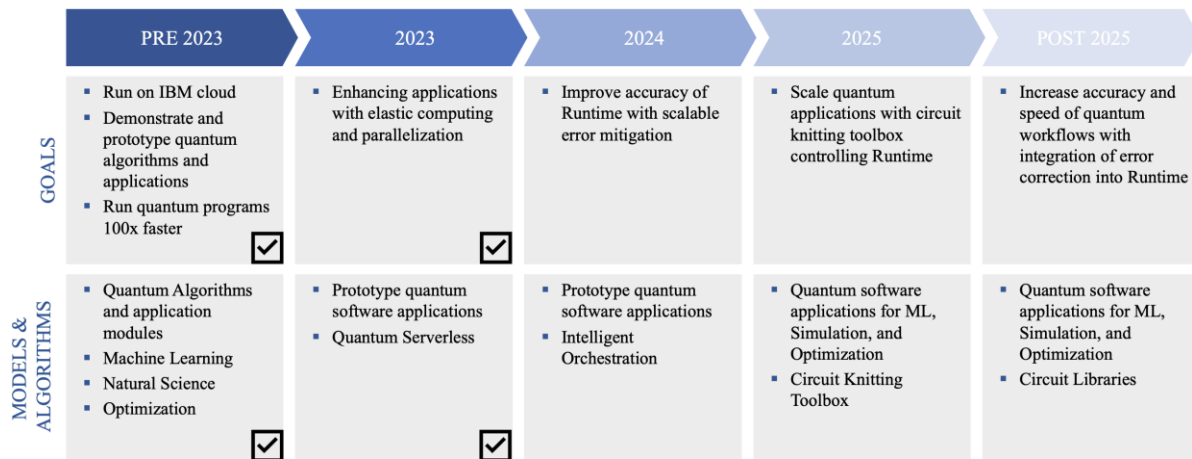 PRE 2023
2023
2024
2025
POST 2025
GOALS
▪ Run on IBM cloud
▪ Demonstrate and
prototype quantum
algorithms and
applications
▪ Run quantum programs
100x faster
▪ Enhancing applications
with elastic computing
and parallelization
▪ Improve accuracy of
Runtime with scalable
error mitigation
▪ Scale quantum
applications with circuit
knitting toolbox
controlling Runtime
▪ Increase accuracy and
speed of quantum
workflows with
integration of error
correction into Runtime
MODELS &
ALGORITHMS
▪ Quantum Algorithms
and application
modules
▪ Machine Learning
▪ Natural Science
▪ Optimization
▪ Prototype quantum
software applications
▪ Quantum Serverless
▪ Prototype quantum
software applications
▪ Intelligent
Orchestration
▪ Quantum software
applications for ML,
Simulation, and
Optimization
▪ Circuit Knitting
Toolbox
▪ Quantum software
applications for ML,
Simulation, and
Optimization
▪ Circuit Libraries